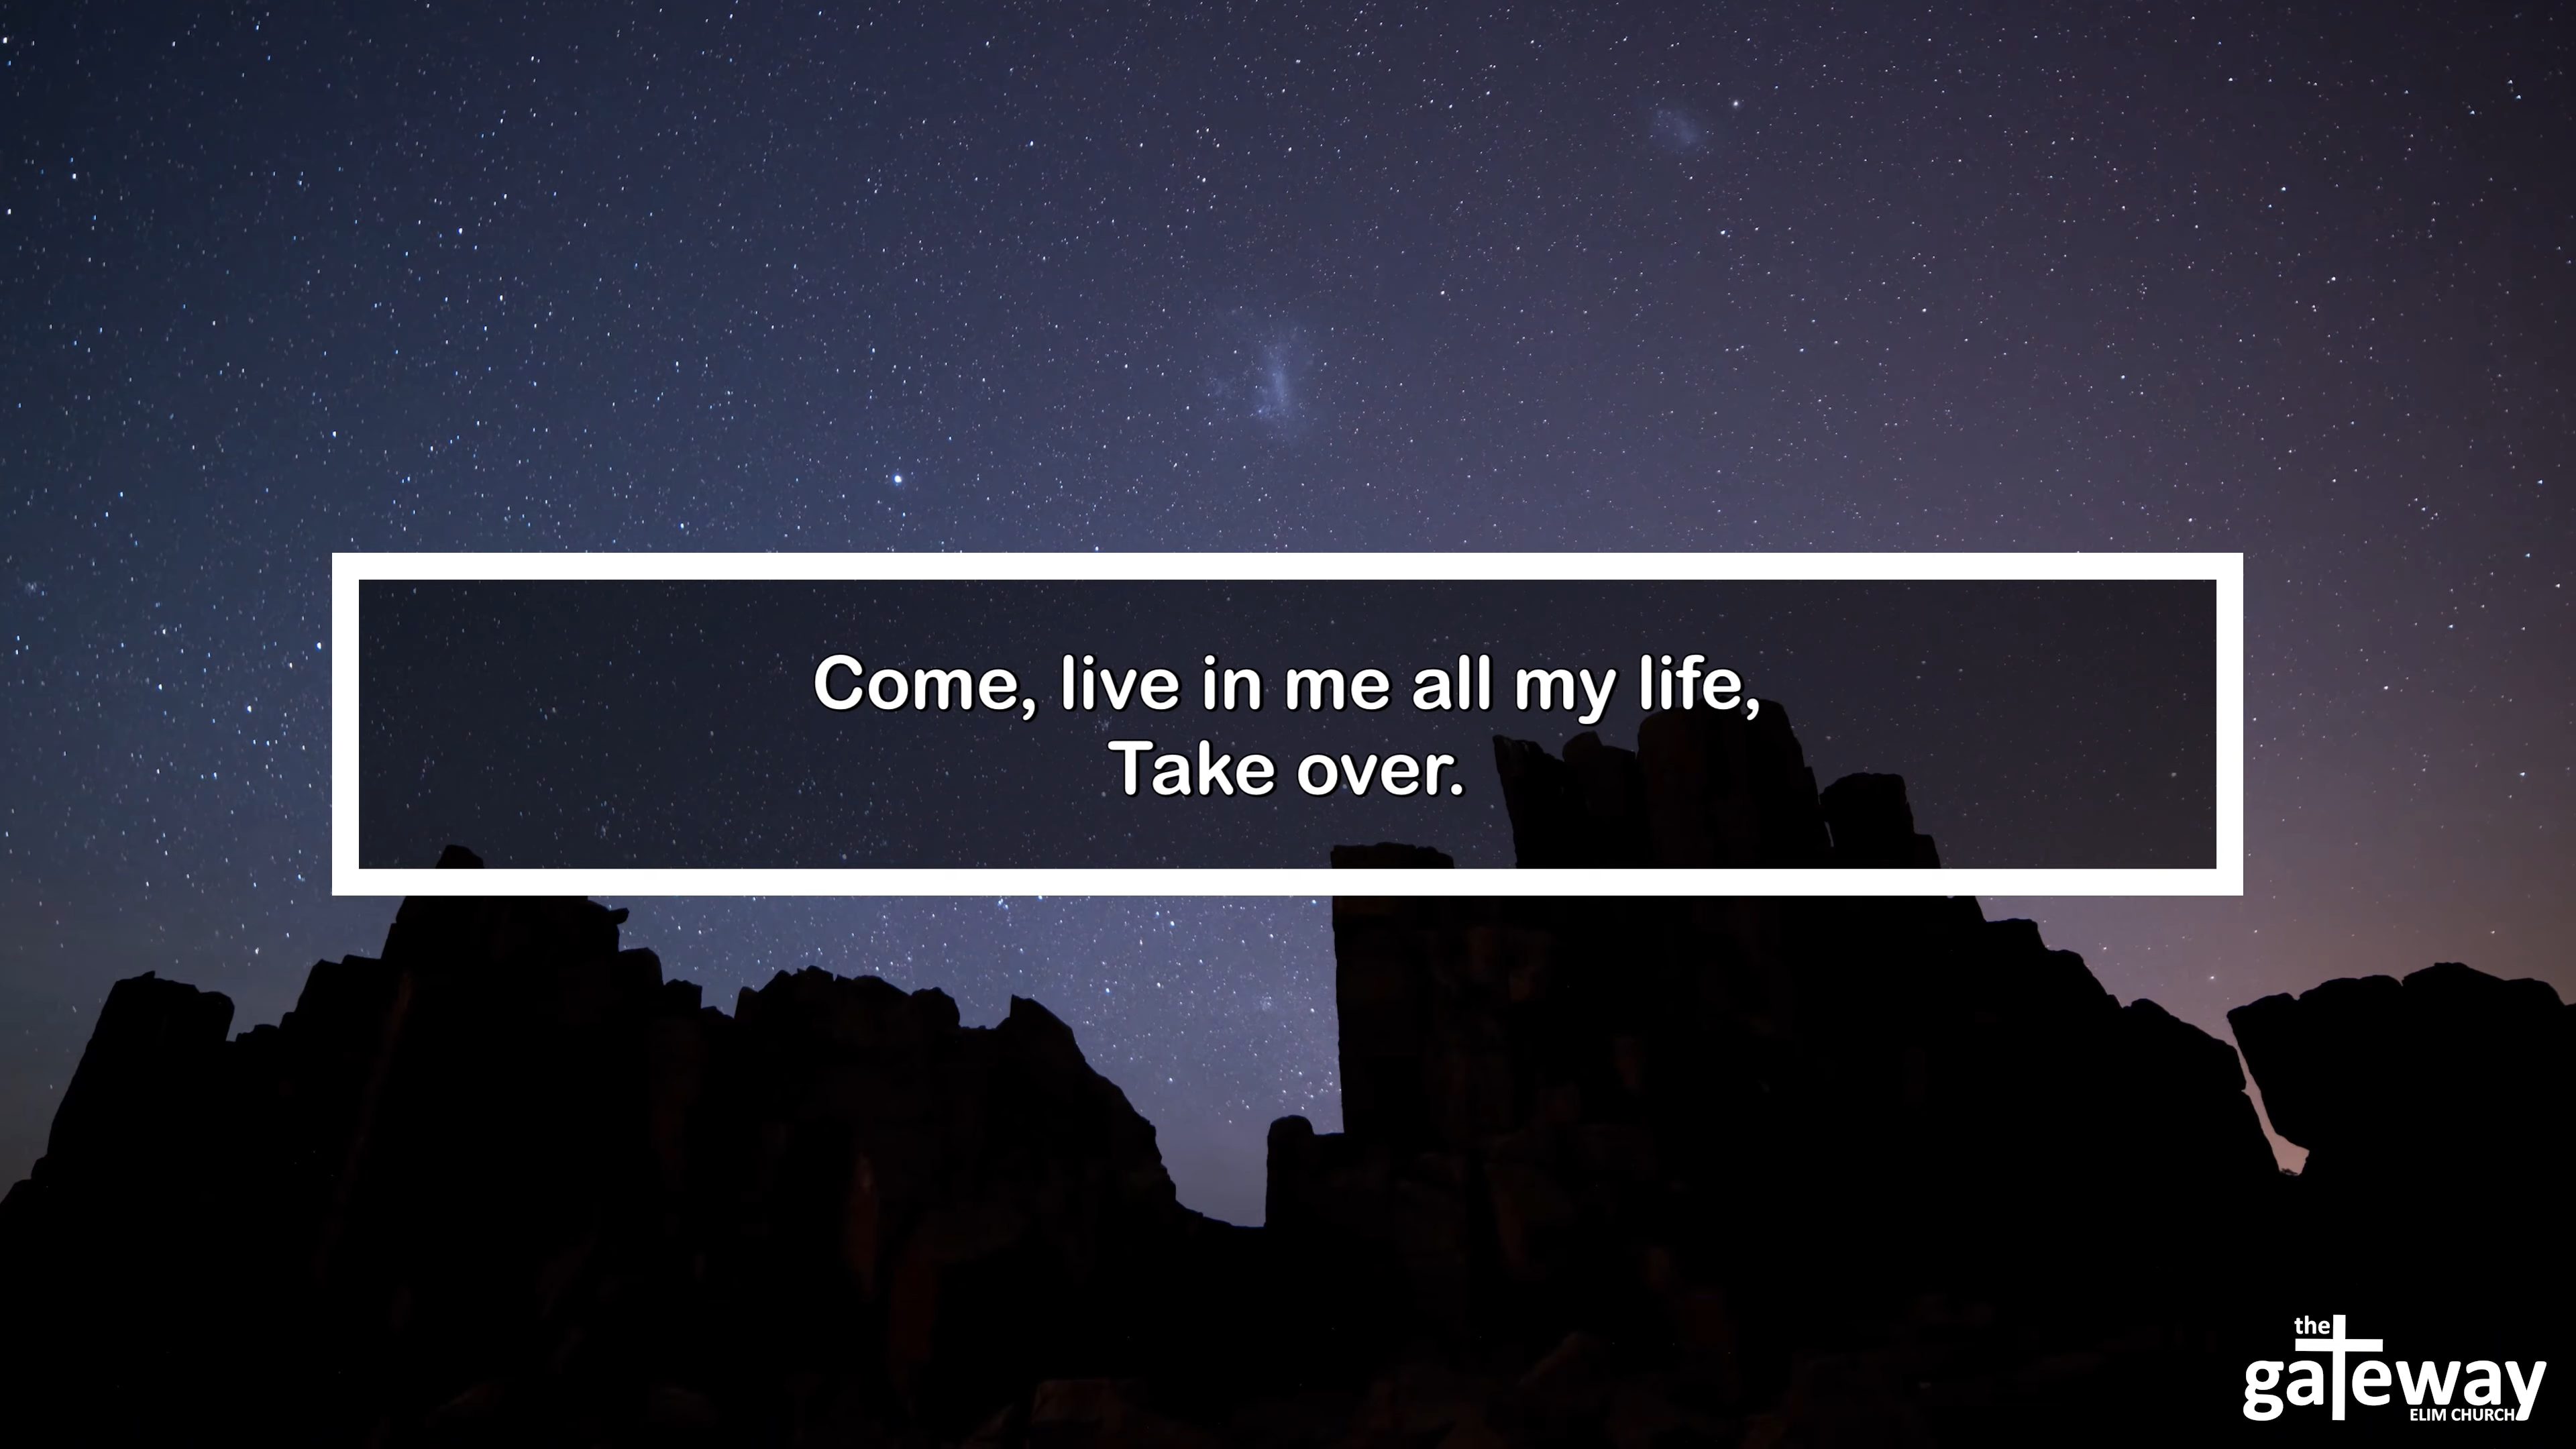 Come, live in me all my life,
Take over.
the
gateway
ELIM CHURCH